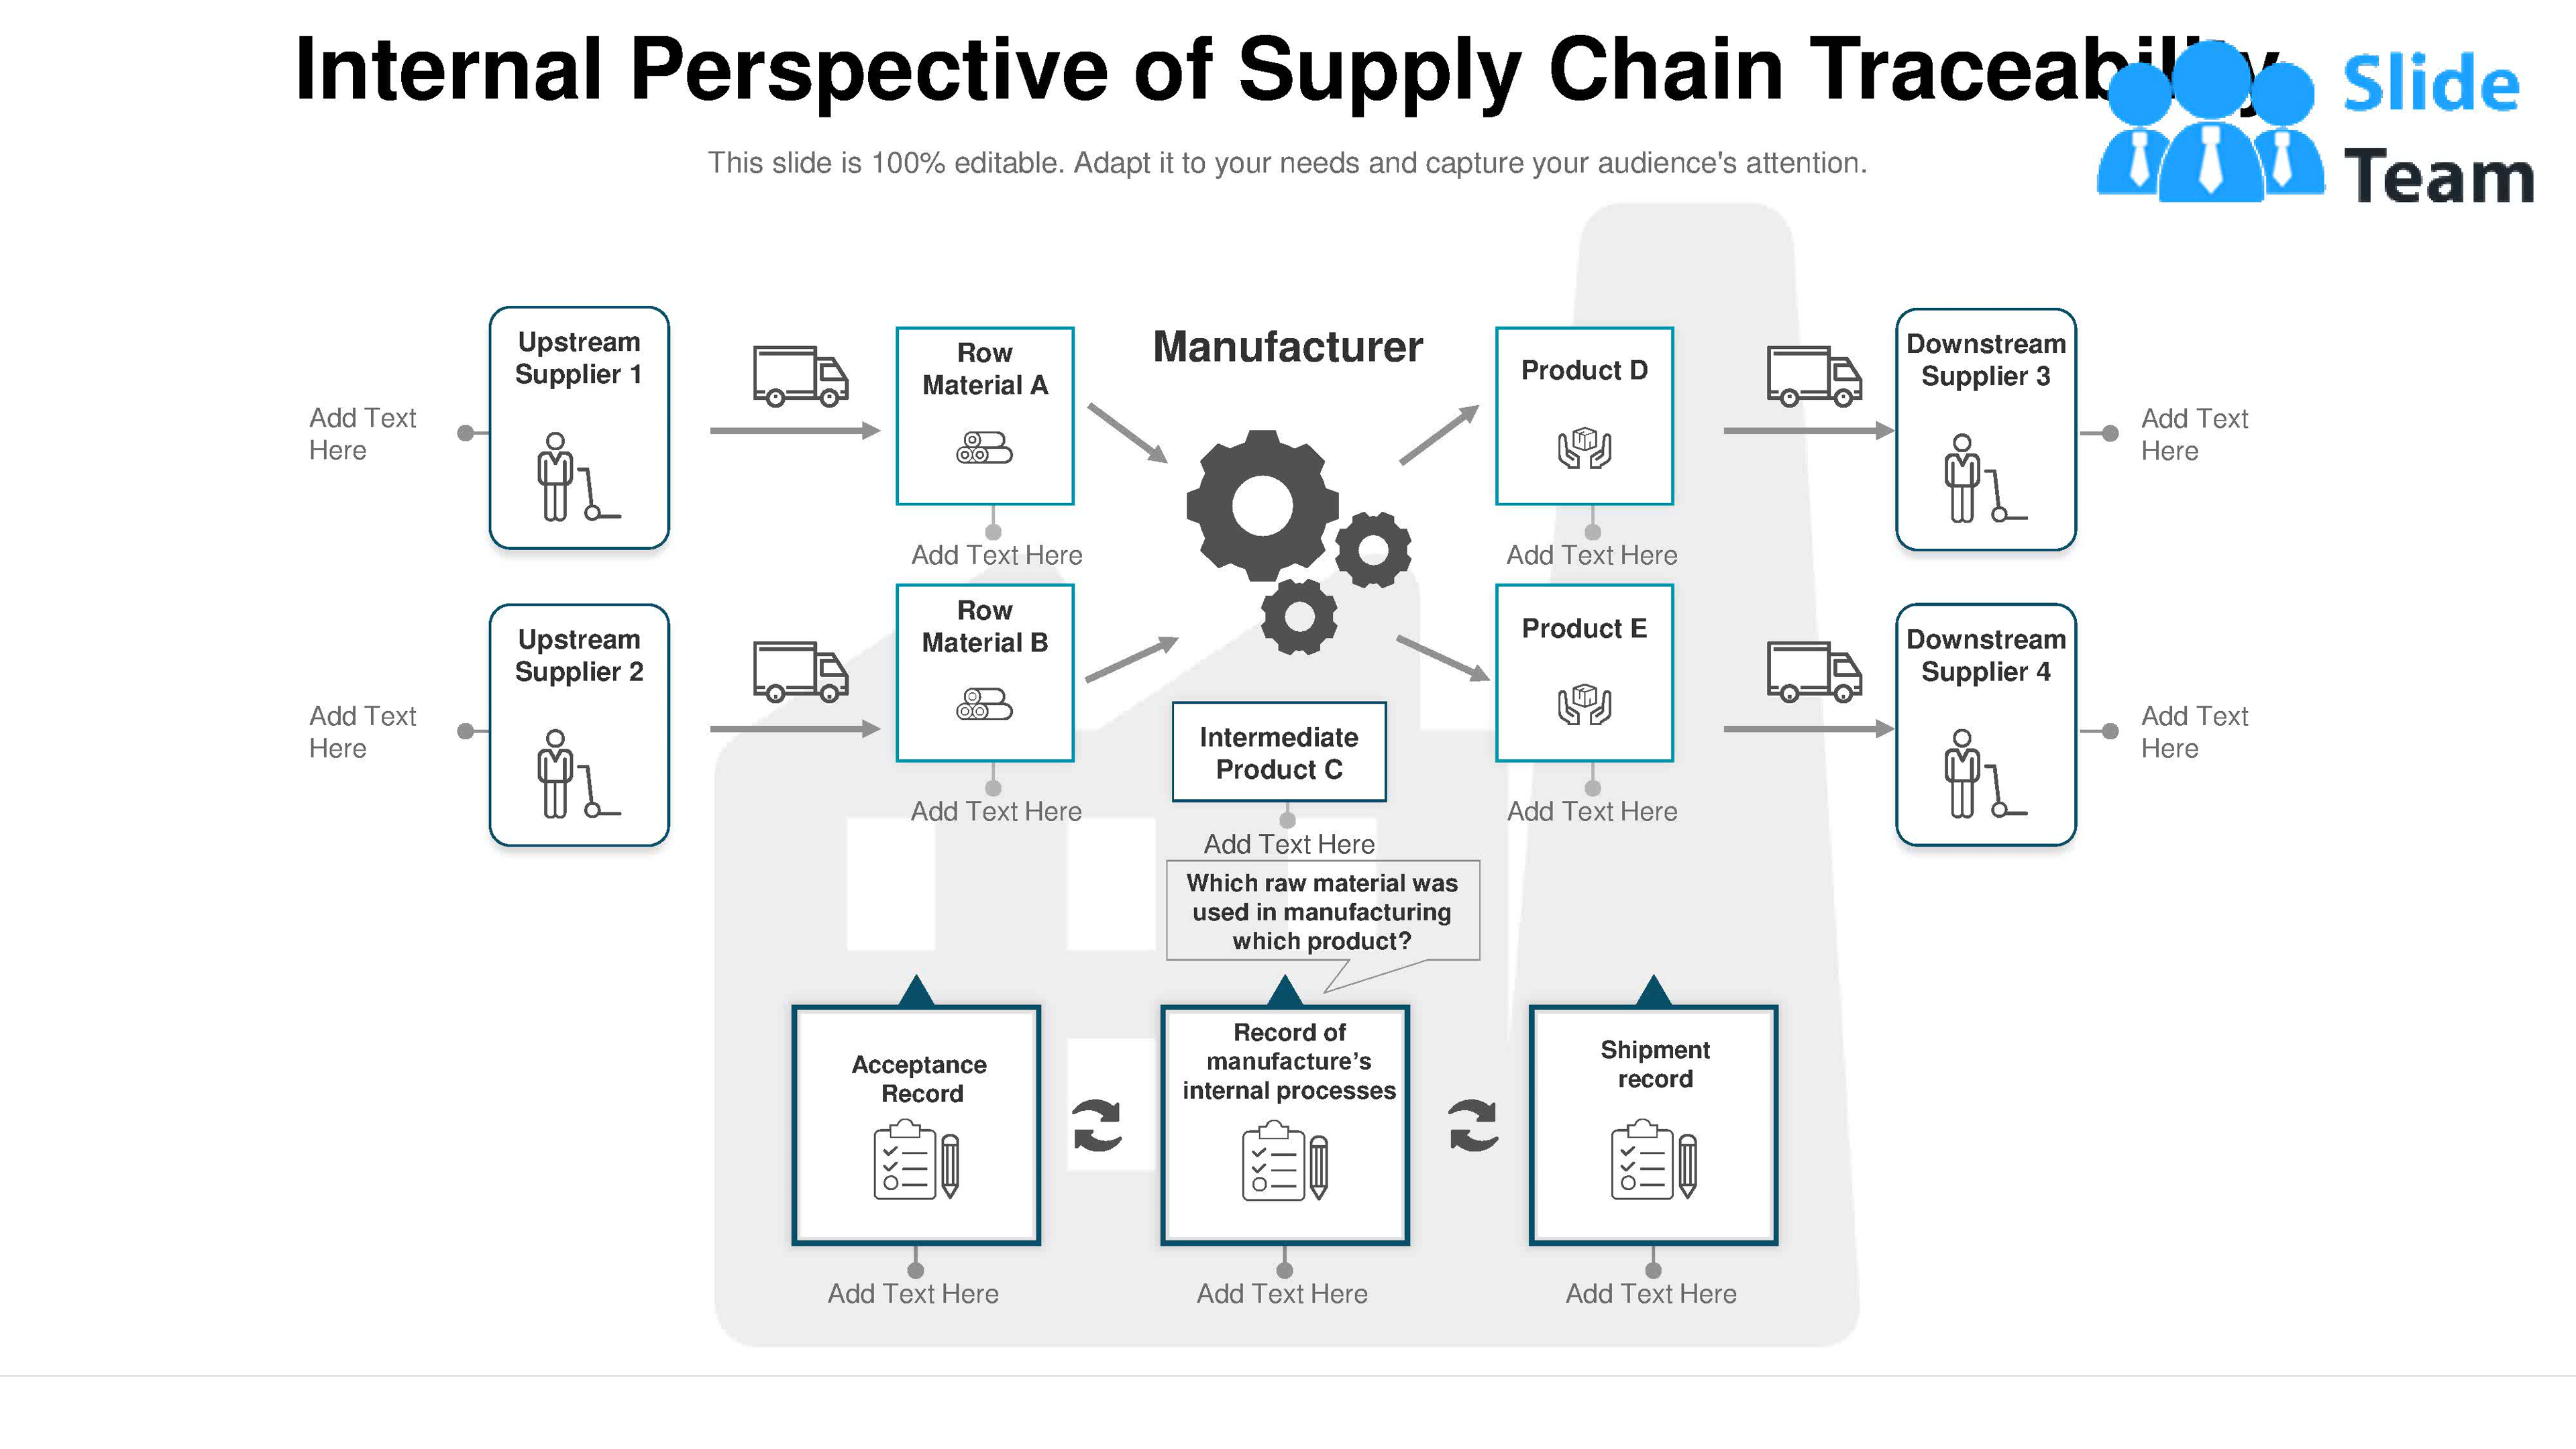 Internal Perspective of Supply Chain Traceability
Slide
Team
This slide is 100% editable. Adapt it to your needs and capture your audience's attention.
Upstream
Supplier 1
Add Text
Here
Row
Material A
Add Text Here
Manufacturer
Product D
Add Text Here
Downstream
Supplier 3
Add Text
Here
Upstream
Supplier 2
Add Text
Here
Row
Material B
Add Text Here
Intermediate
Product C
Add Text Here
Product E
Add Text Here
Downstream
Supplier 4
Add Text
Here
Which raw material was
used in manufacturing
which product?
Acceptance
Record
Add Text Here
Record of
manufacture’s
internal processes
Add Text Here
Shipment
record
Add Text Here